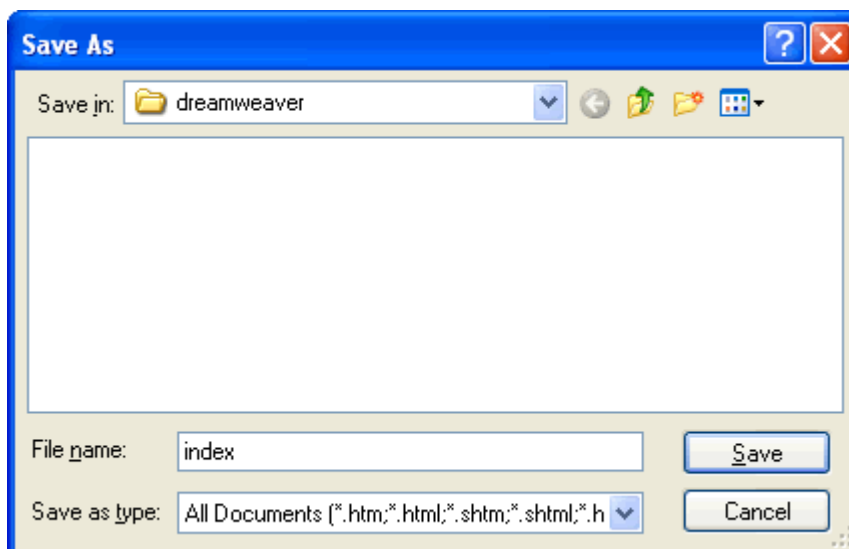 Save As
Save in: dreamweaver
File name: index Save
Save as type: All Documents (*.htm;*.html;*.shtm;*.shtml;*.h Cancel